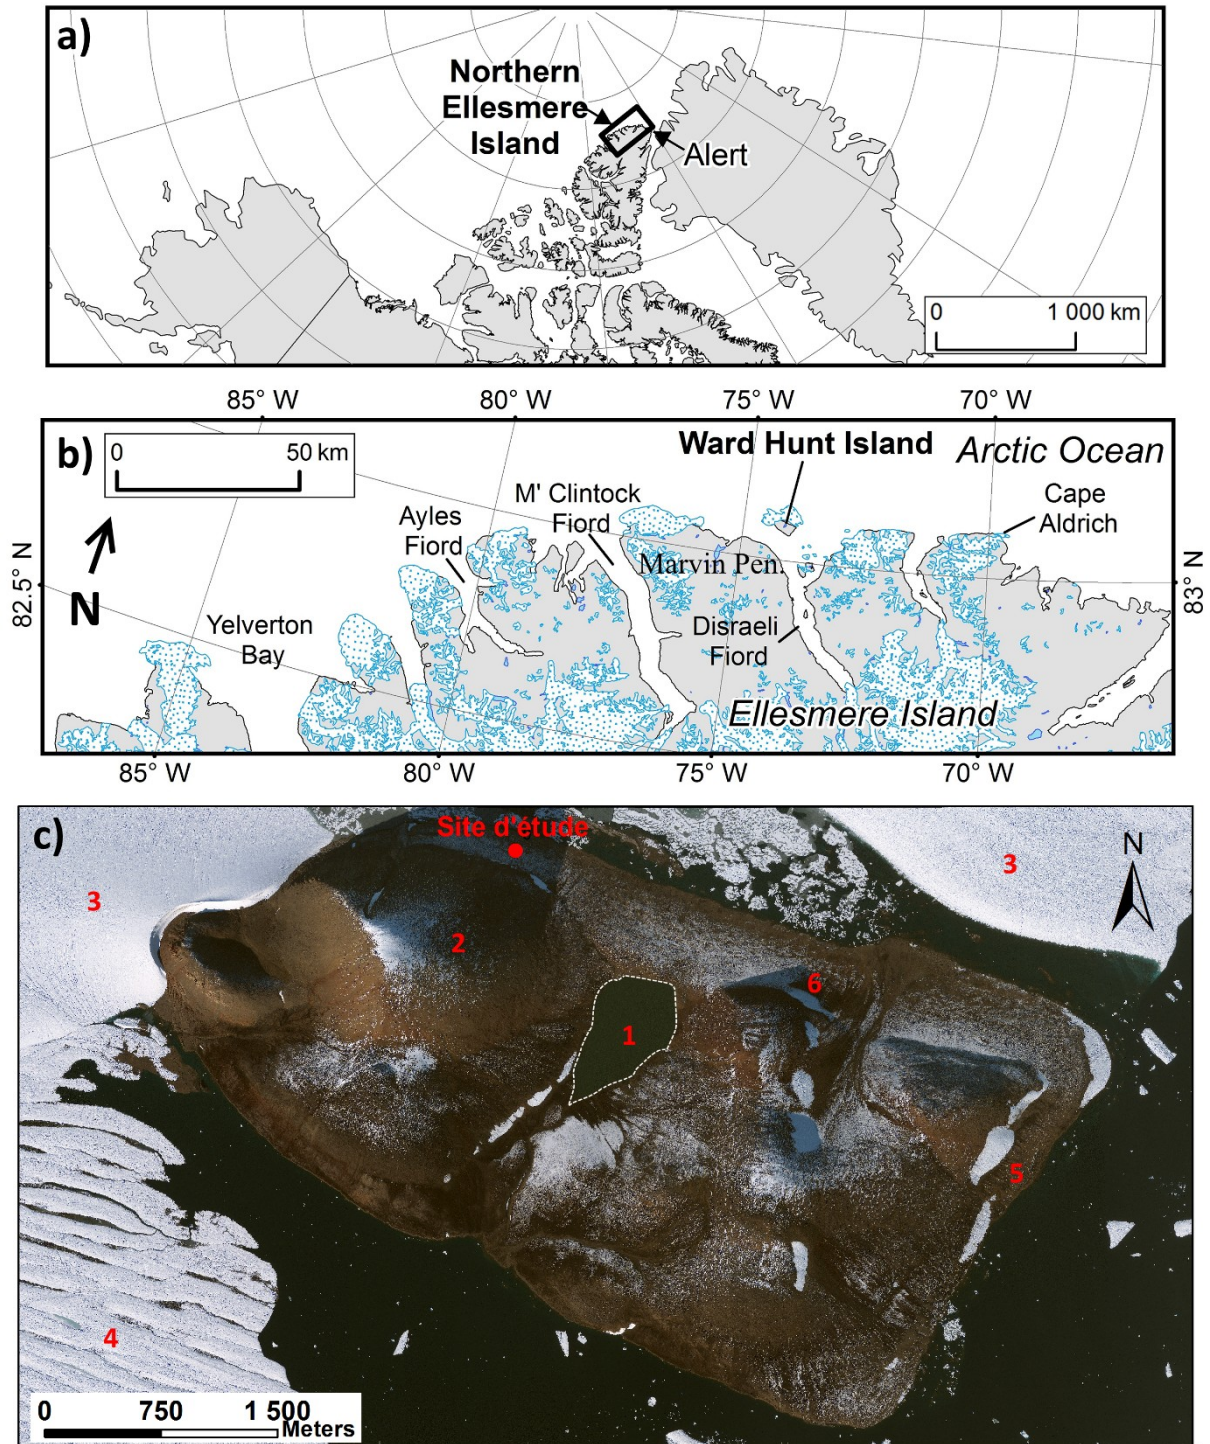 a)
Northern
Ellesmere
Island
Alert
0 1 000 km
85° W 80° W 75° W 70° W
b)
0 50 km
Ward Hunt Island
Arctic Ocean
M' Clintock
Fiord
Ayles
Fiord
Cape
Aldrich
Marvin Pen.
82.5° N
83° N
N
Yelverton
Bay
Disraeli
Fiord
Ellesmere Island
85° W 80° W 75° W 70° W
c)
Site d'étude
N
3
3
2
6
1
5
4
0 750 1 500
Meters